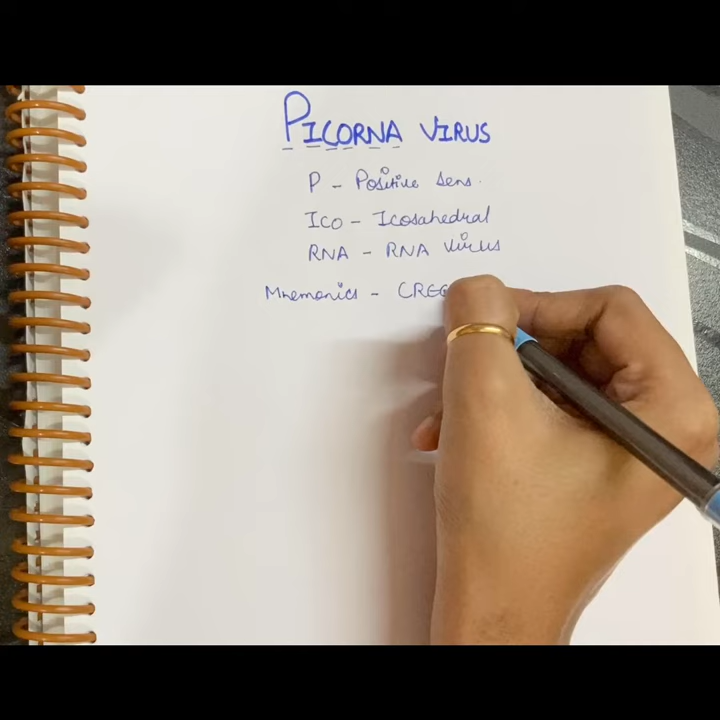 PICORNA VIRUS
P - Positive sens.
ICO - Icosahedral
RNA - RNA Virus
Mnemonics -